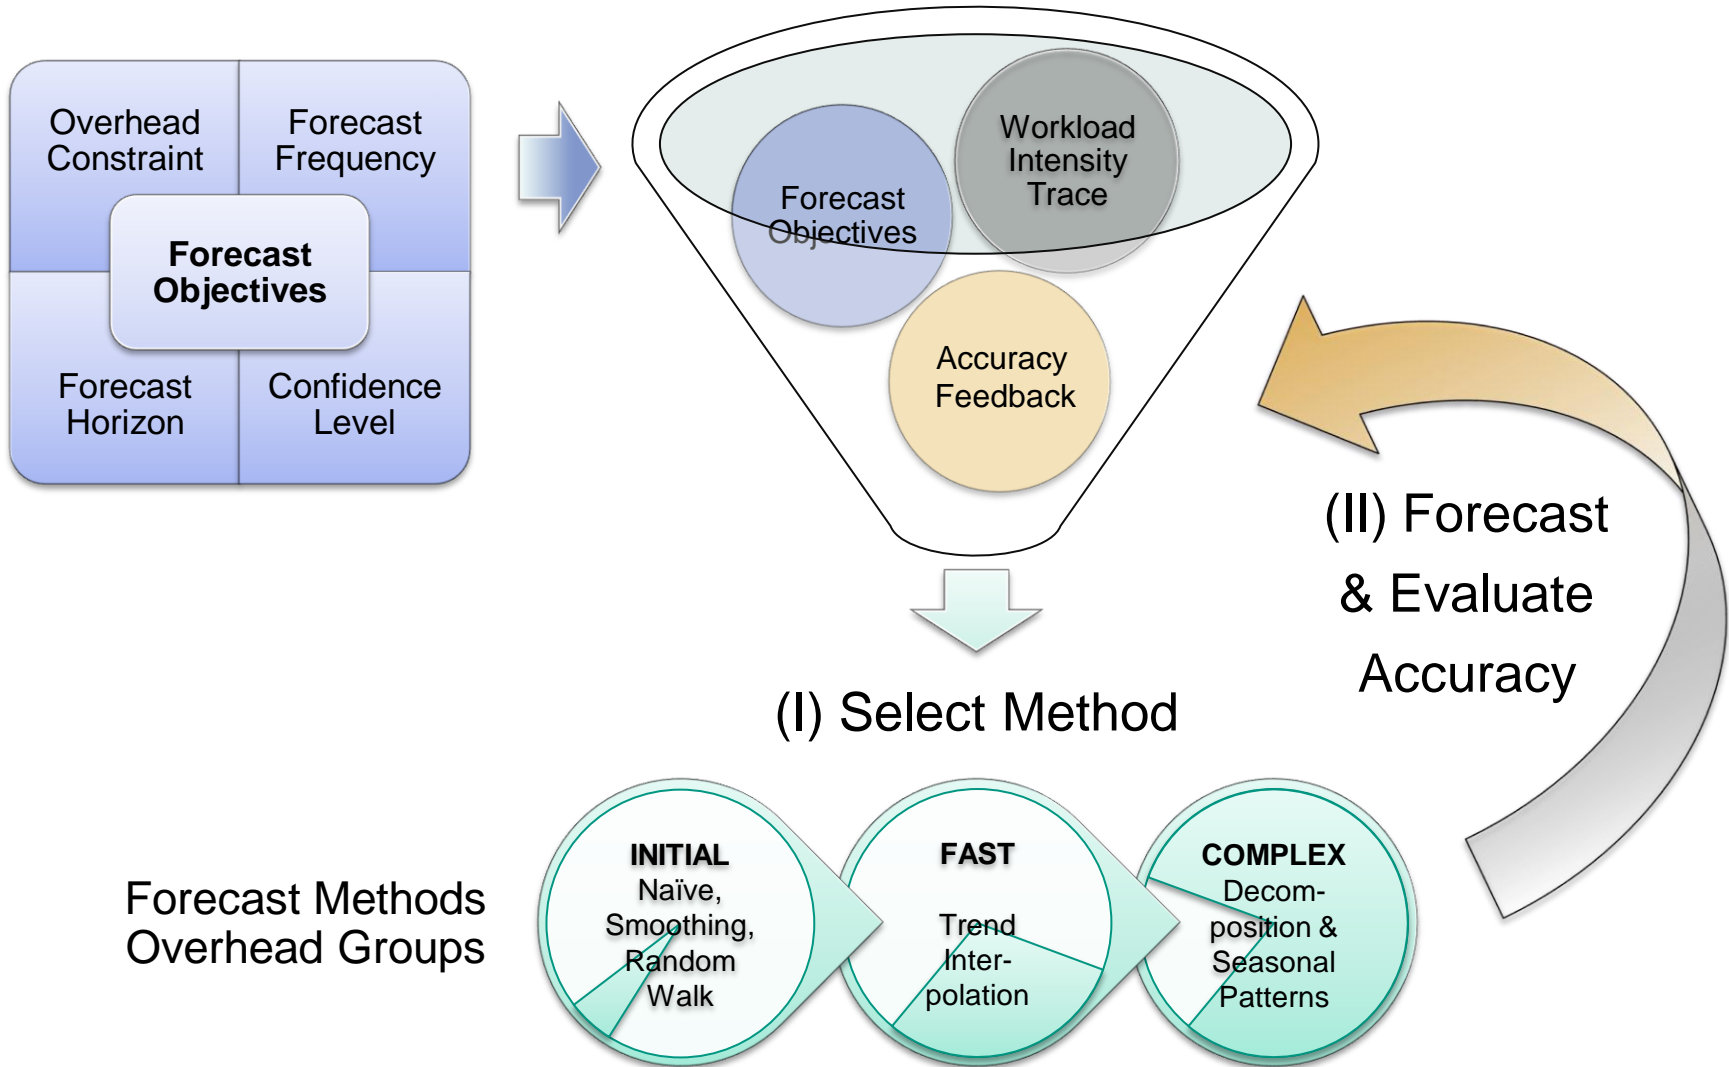 Overhead
Constraint
Forecast
Frequency
Forecast
Objectives
Forecast
Horizon
Confidence
Level
Workload
Intensity
Trace
Forecast
Objectives
Accuracy
Feedback
(II) Forecast
& Evaluate
Accuracy
(I) Select Method
Forecast Methods
Overhead Groups
INITIAL
Naïve,
Smoothing,
Random
Walk
FAST
Trend
Inter-
polation
COMPLEX
Decom-
position &
Seasonal
Patterns